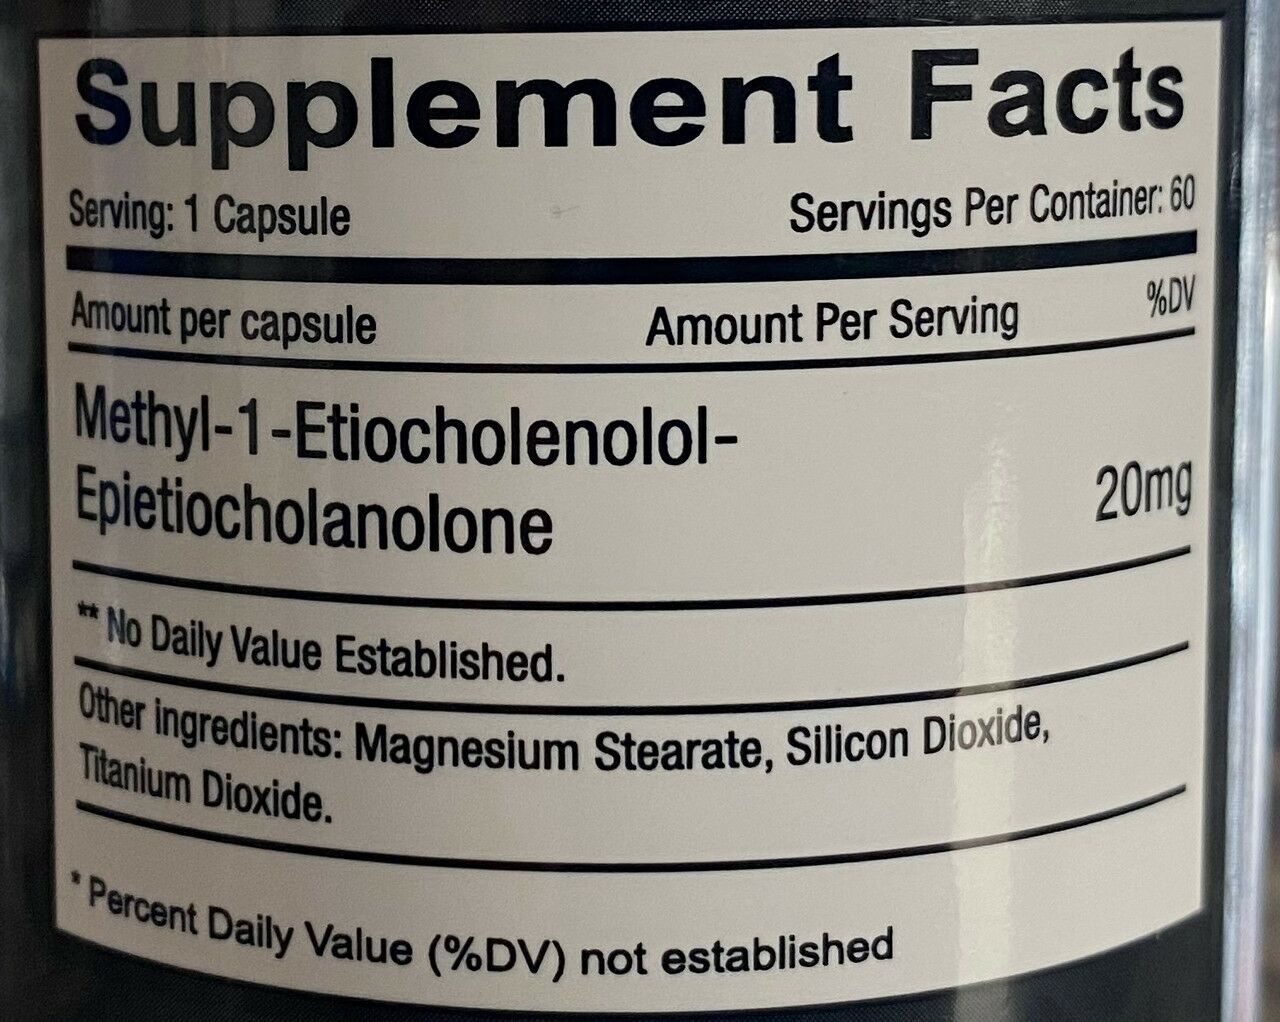 Supplement Facts
Serving: 1 Capsule Servings Per Container: 60
Amount per capsule Amount Per Serving %DV
Methyl-1-Etiocholenolol-
Epietiocholanolone 20mg
** No Daily Value Established.
Other ingredients: Magnesium Stearate, Silicon Dioxide,
Titanium Dioxide.
* Percent Daily Value (%DV) not established